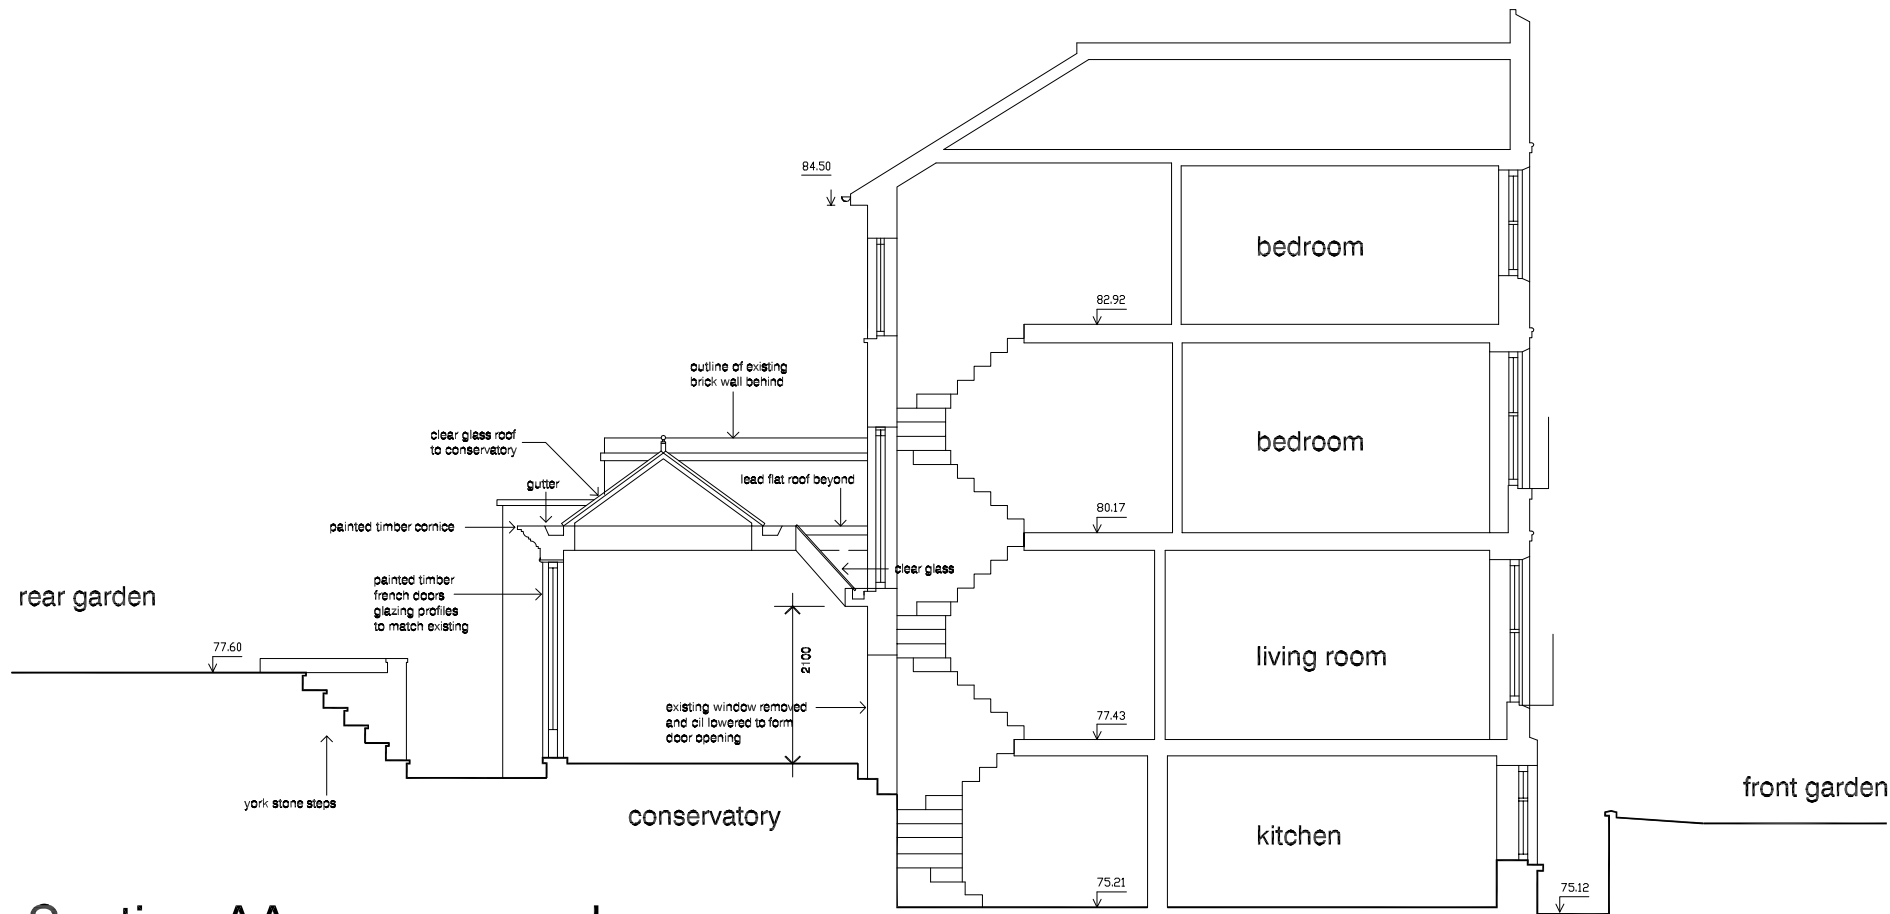 84.50
bedroom
82.92
outline of existing
brick wall behind
clear glass roof
to conservatory
bedroom
gutter
lead flat roof beyond
painted timber cornice
80.17
clear glass
painted timber
french doors
glazing profiles
to match existing
rear garden
77.60
2100
living room
existing window removed
and cil lowered to form
door opening
77.43
york stone steps
conservatory
front garden
kitchen
75.21
75.12